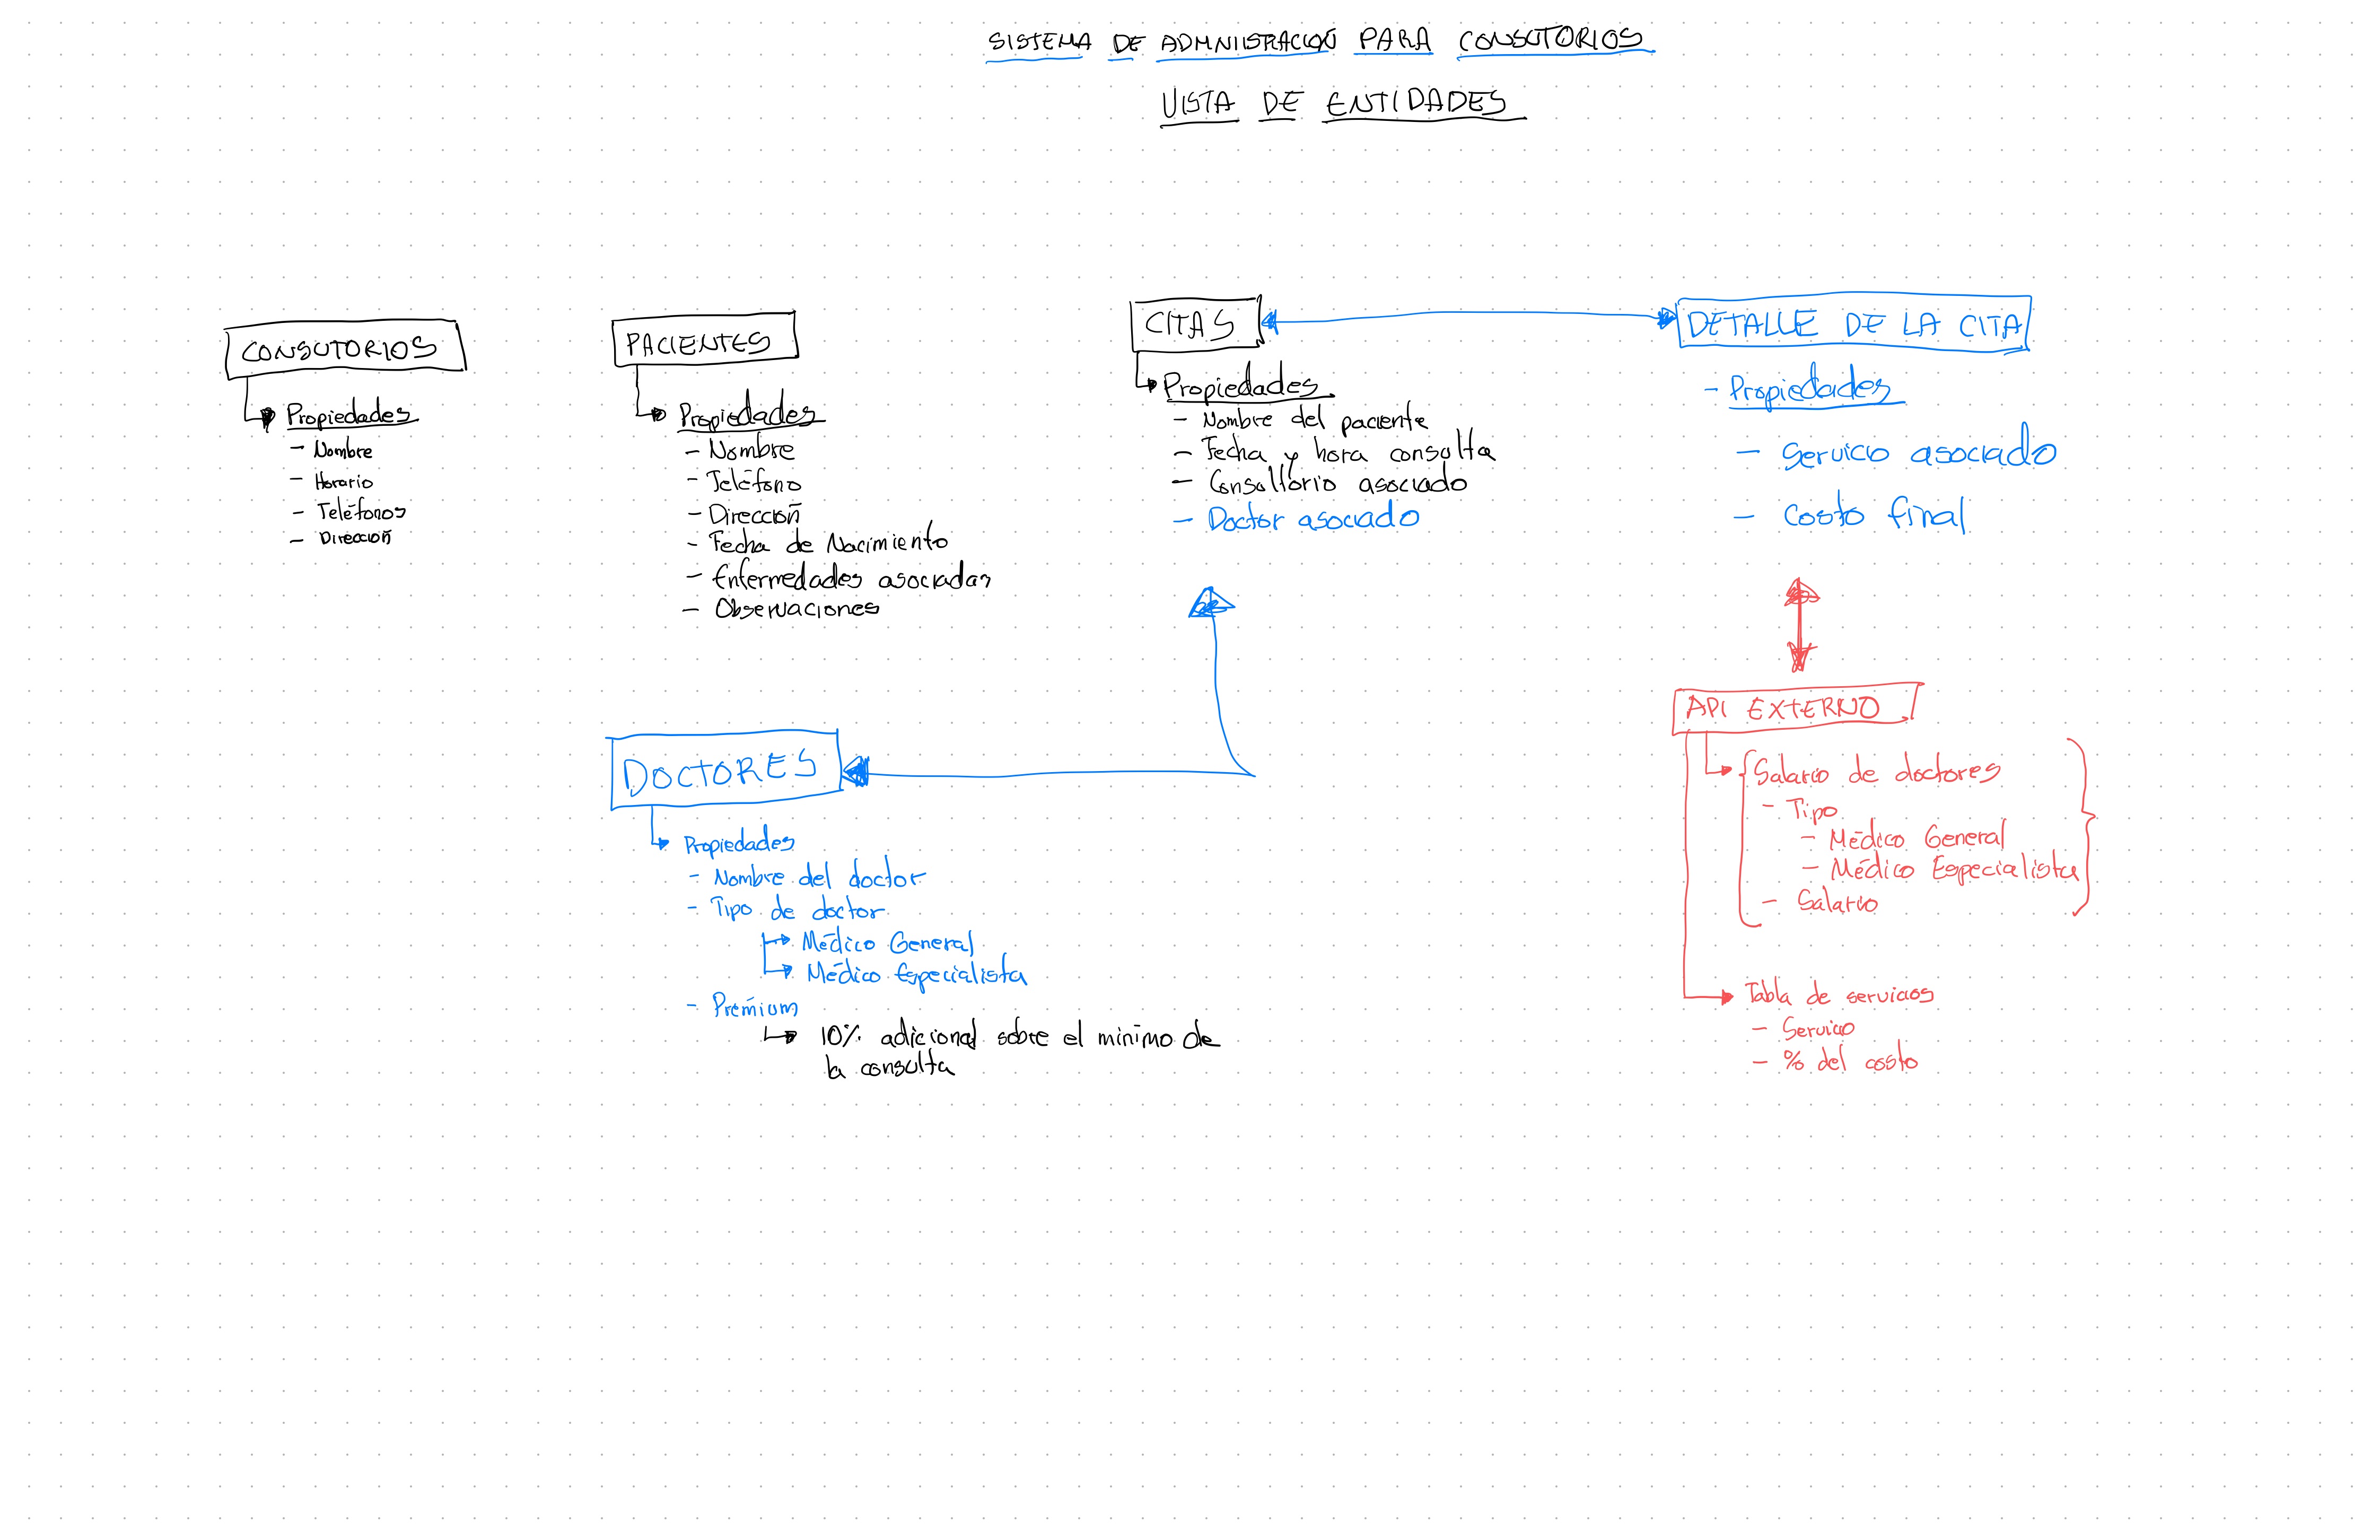 SISTEMA DE ADMNIISTRACIOÑ PARA CONSUTORIOS
VISTA DE ENTIDADES
CONSUTORIOS
Propiedades
- Nombre
- Horario
- Teléfonos
- Direccioñ
PACIENTES
Propiedades
- Nombre
- Teléfono
- Direccioñ
- Fecha de Nacimiento
- Enfermedades asociadas
- Observaciones
CITAS
Propiedades
- Nombre del paciente
- Fecha y hora consulta
- Consultorio asociado
- Doctor asociado
DETALLE DE LA CITA
- Propiedades
- Servicio asociado
- Costo final
DOCTORES
Propiedades
- Nombre del doctor
- Tipo de doctor
Médico General
Médico Especialista
- Premium
10% adicional sobre el mínimo de
la consulta
API EXTERNO
Salario de doctores
- Tipo
- Médico General
- Médico Especialista
- Salario
Tabla de servicios
- Servicio
- % del costo